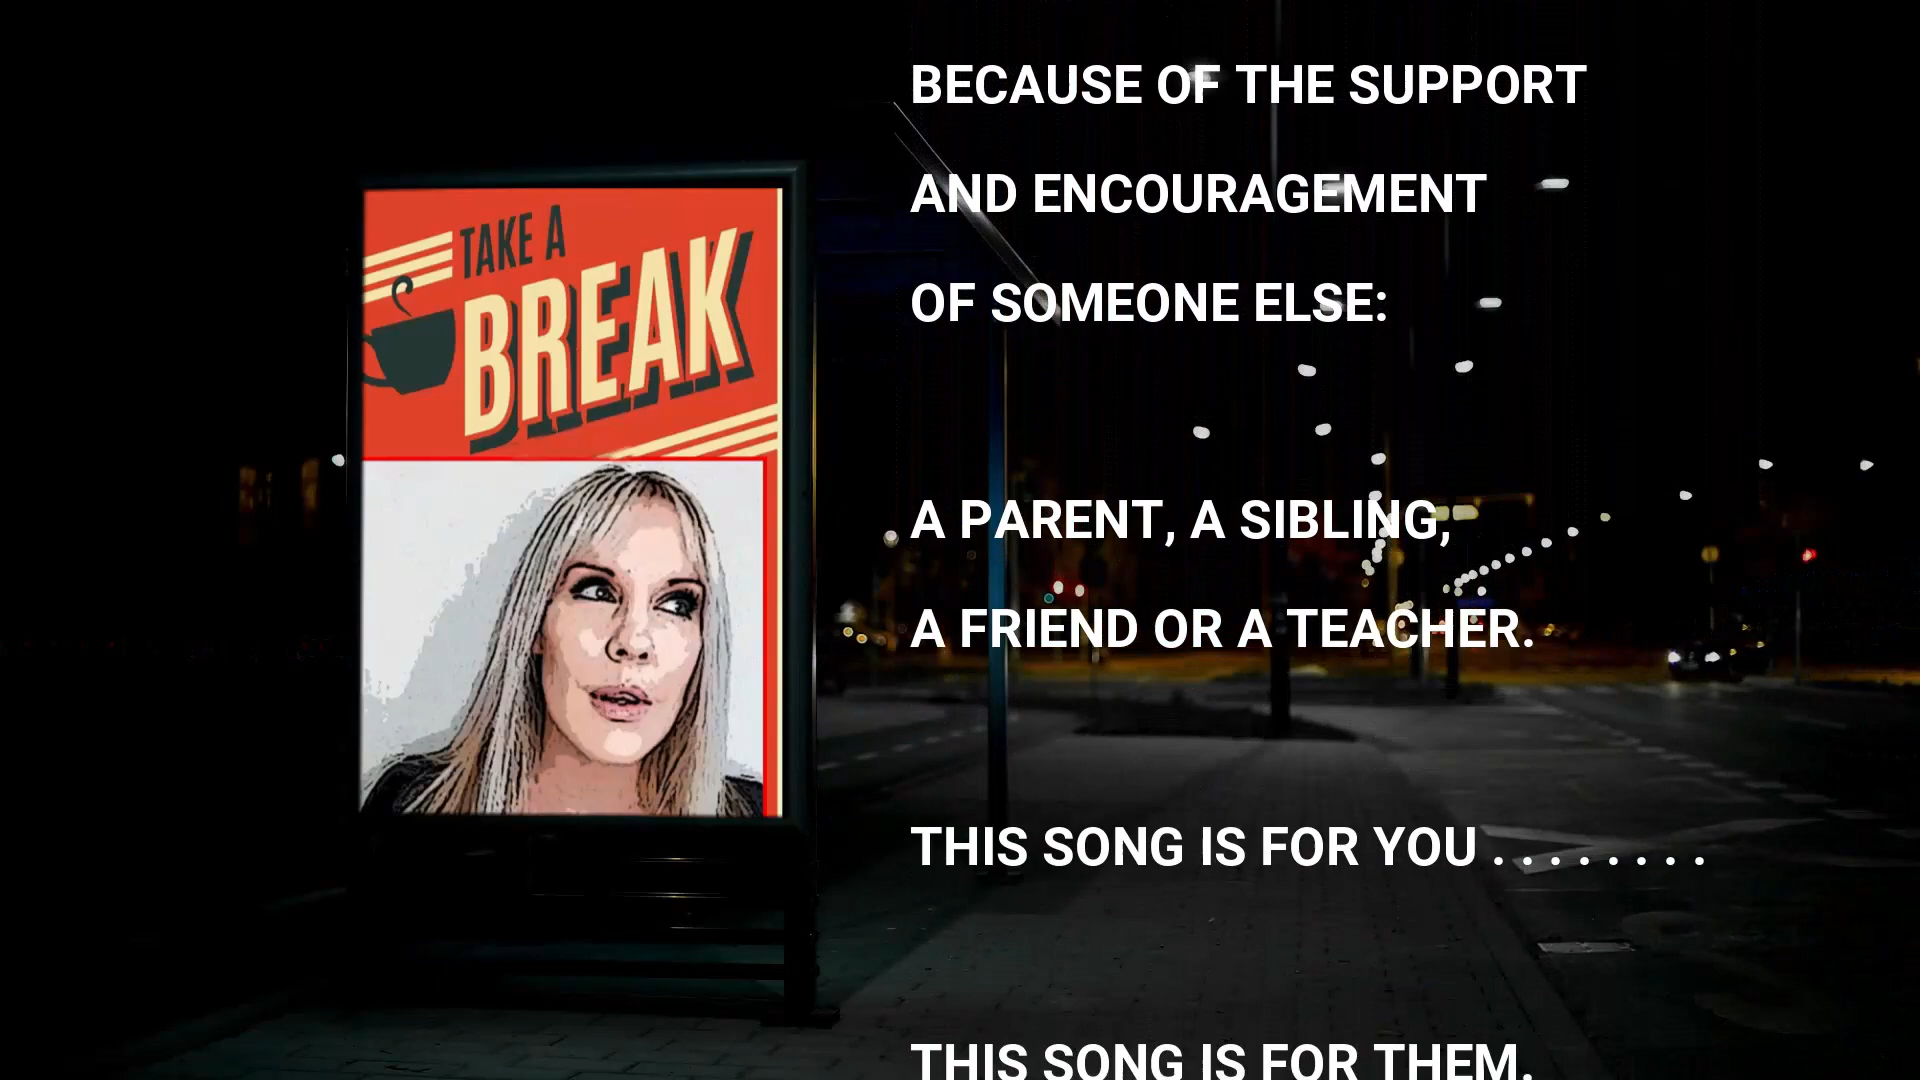 TAKE A
BREAK
BECAUSE OF THE SUPPORT
AND ENCOURAGEMENT
OF SOMEONE ELSE:
A PARENT, A SIBLING,
A FRIEND OR A TEACHER.
THIS SONG IS FOR YOU . . . . . . . .
THIS SONG IS FOR THEM.